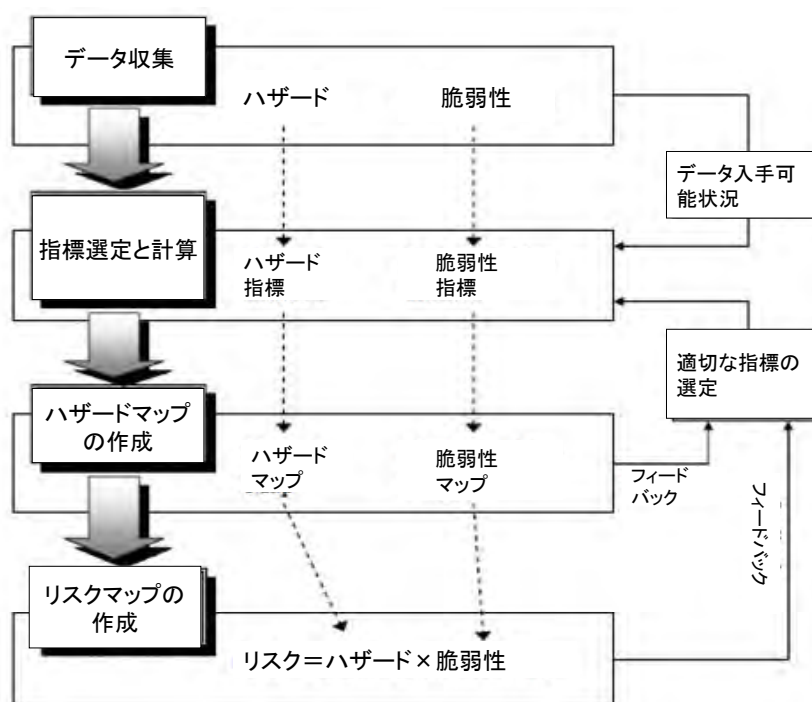 データ収集
ハザード
脆弱性
データ入手可
能状況
指標選定と計算
ハザード
指標
脆弱性
指標
適切な指標の
選定
ハザードマップ
の作成
ハザード
マップ
脆弱性
マップ
フィード
バック
フィードバック
リスクマップの
作成
リスク＝ハザード×脆弱性